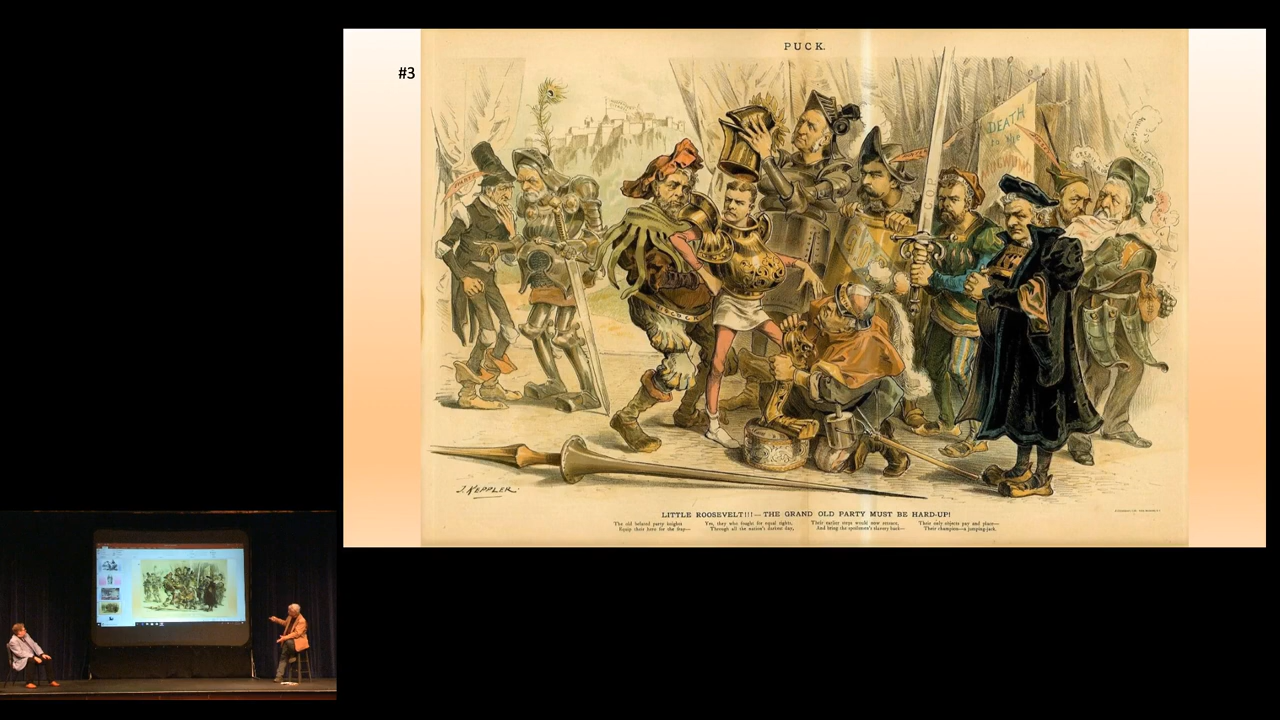 PUCK.
#3
DEATH
to the
G.O.P.
J. KEPPLER.
LITTLE ROOSEVELT!!!—THE GRAND OLD PARTY MUST BE HARD-UP!
The old beloved party knights Yes, they who fought for equal rights, Their earlier steps would now retrace, Their only objects pay and place—
Equip their hero for the fray— Through all the nation's darkest day, And bring the spoilsmen's slavery back— Their champion—a jumping-jack.